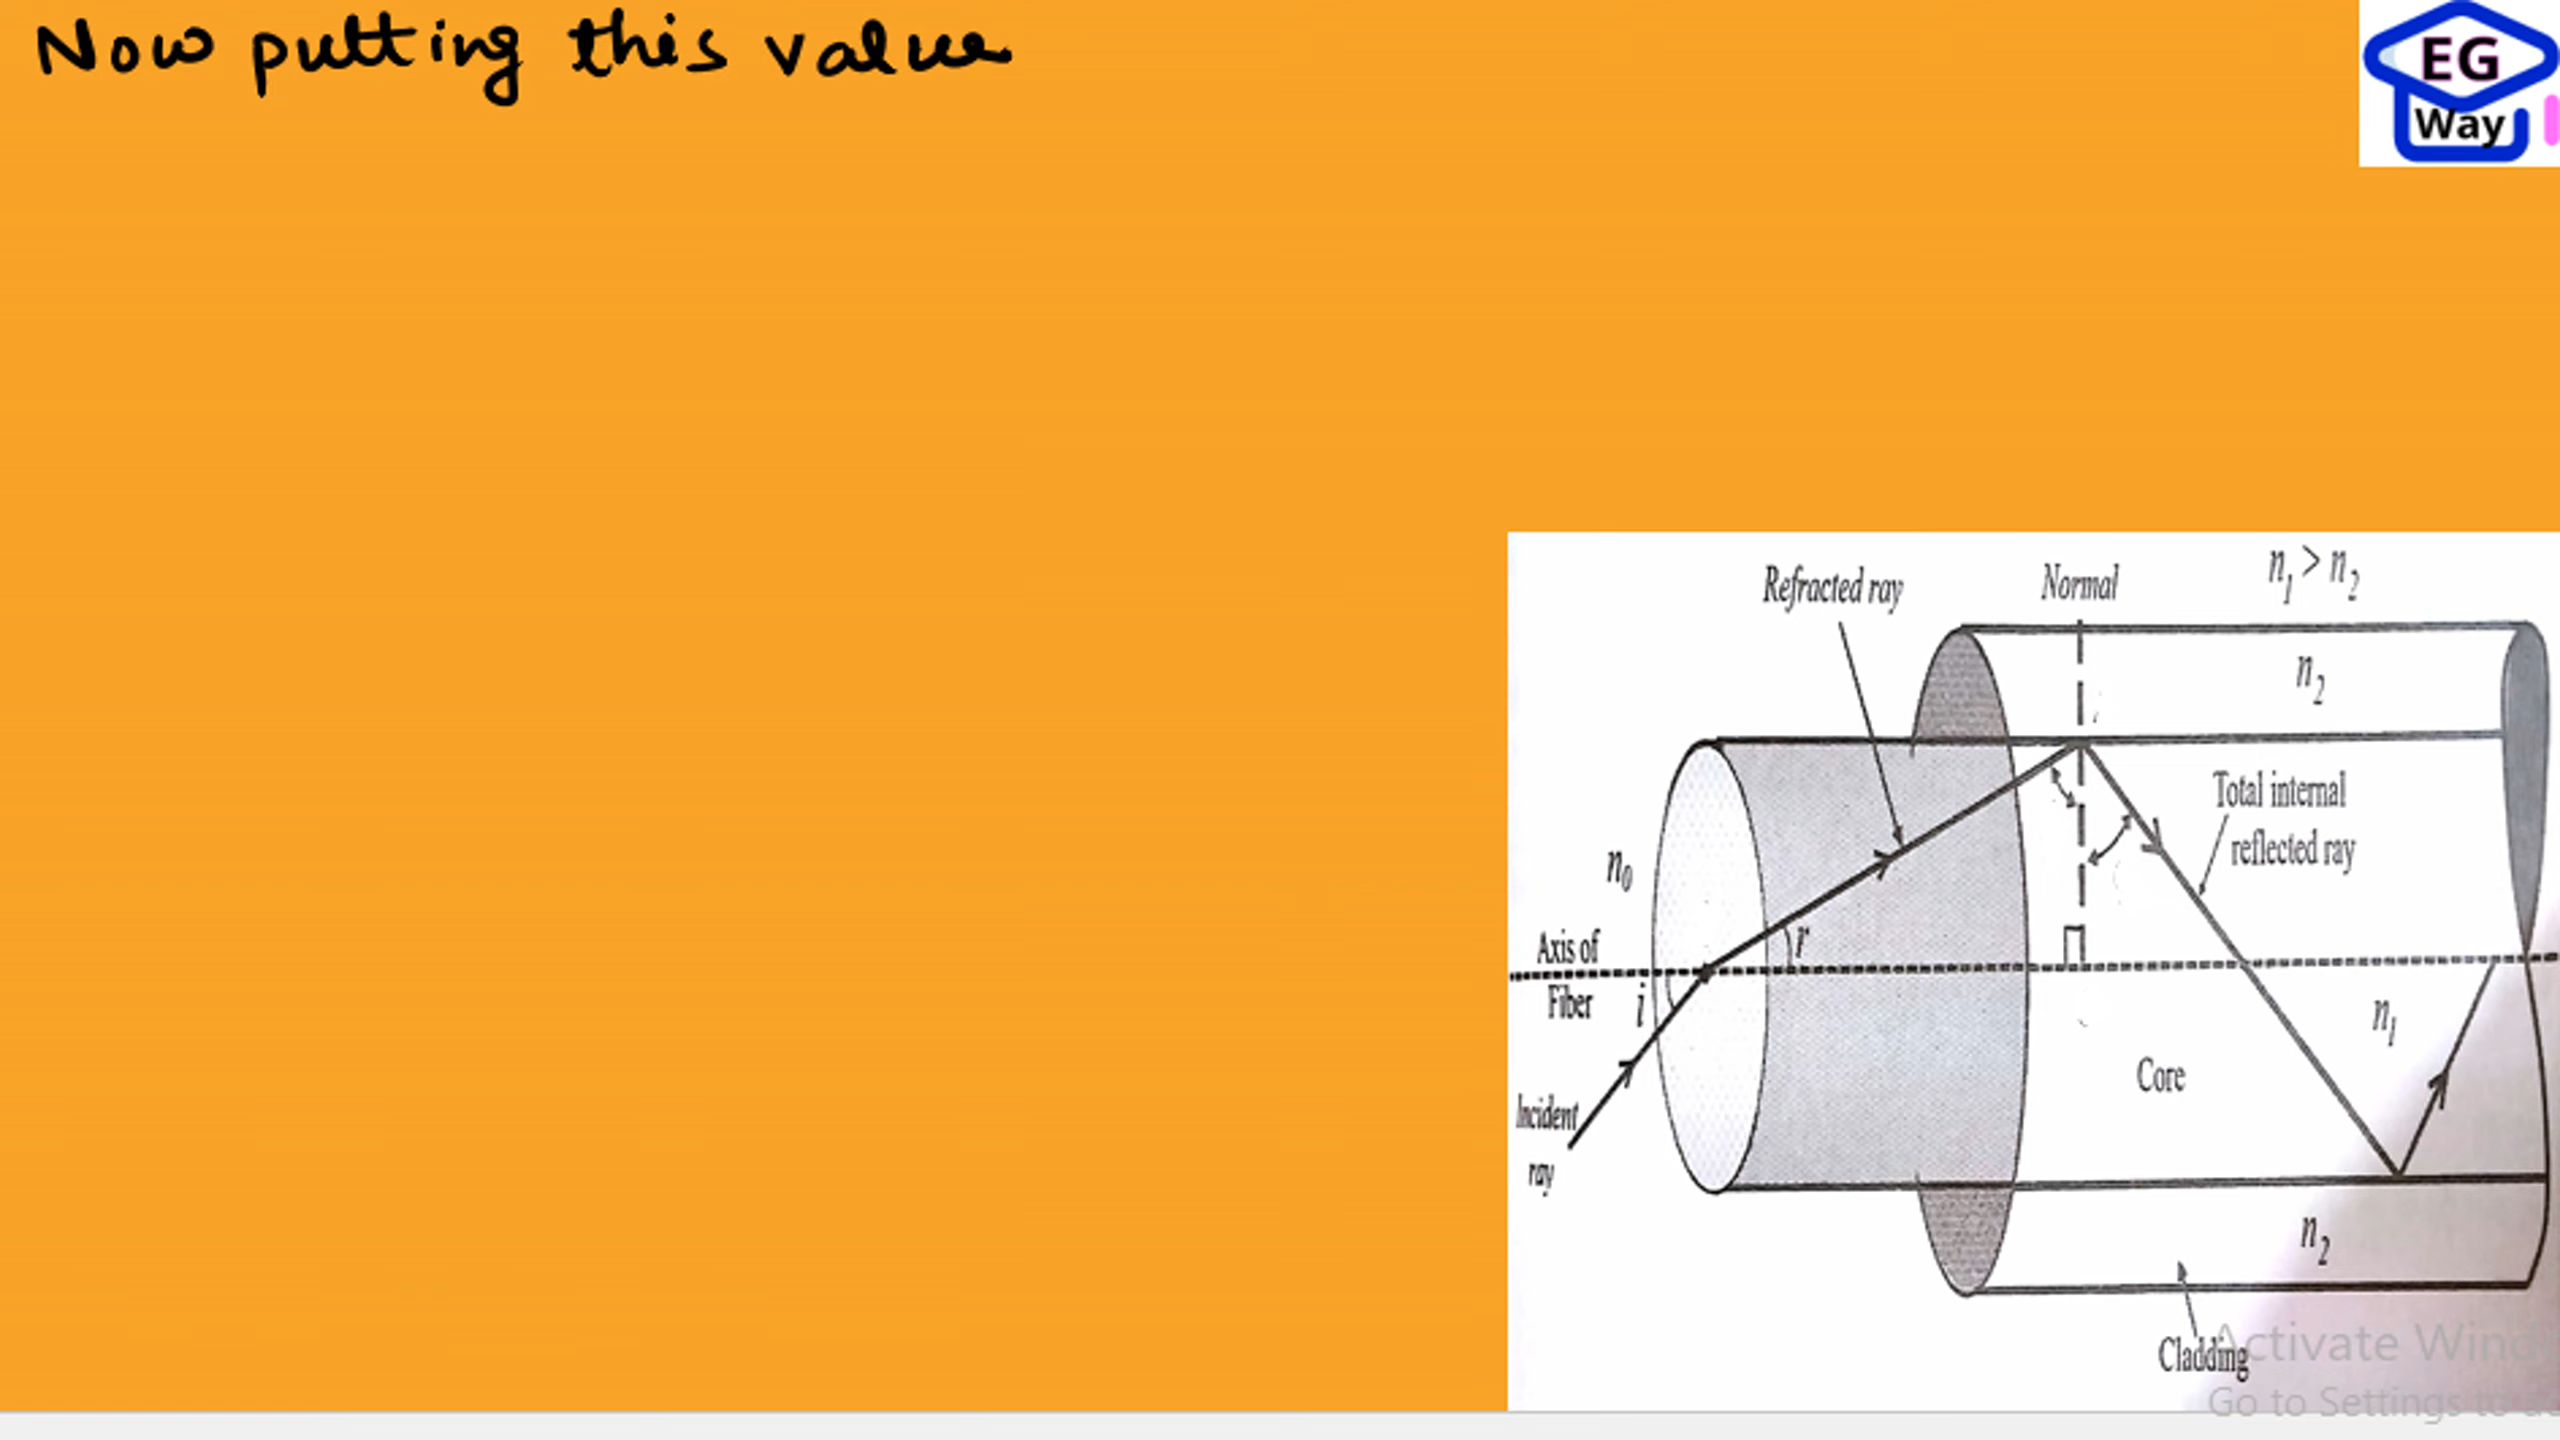 Now putting this value
EG
Way
Refracted ray
Normal
n₁ > n₂
n₂
Total internal
reflected ray
n₀
r
Axis of
Fiber
i
n₁
Core
Incident
ray
n₂
Cladding
Activate Wind
Go to Settings to a